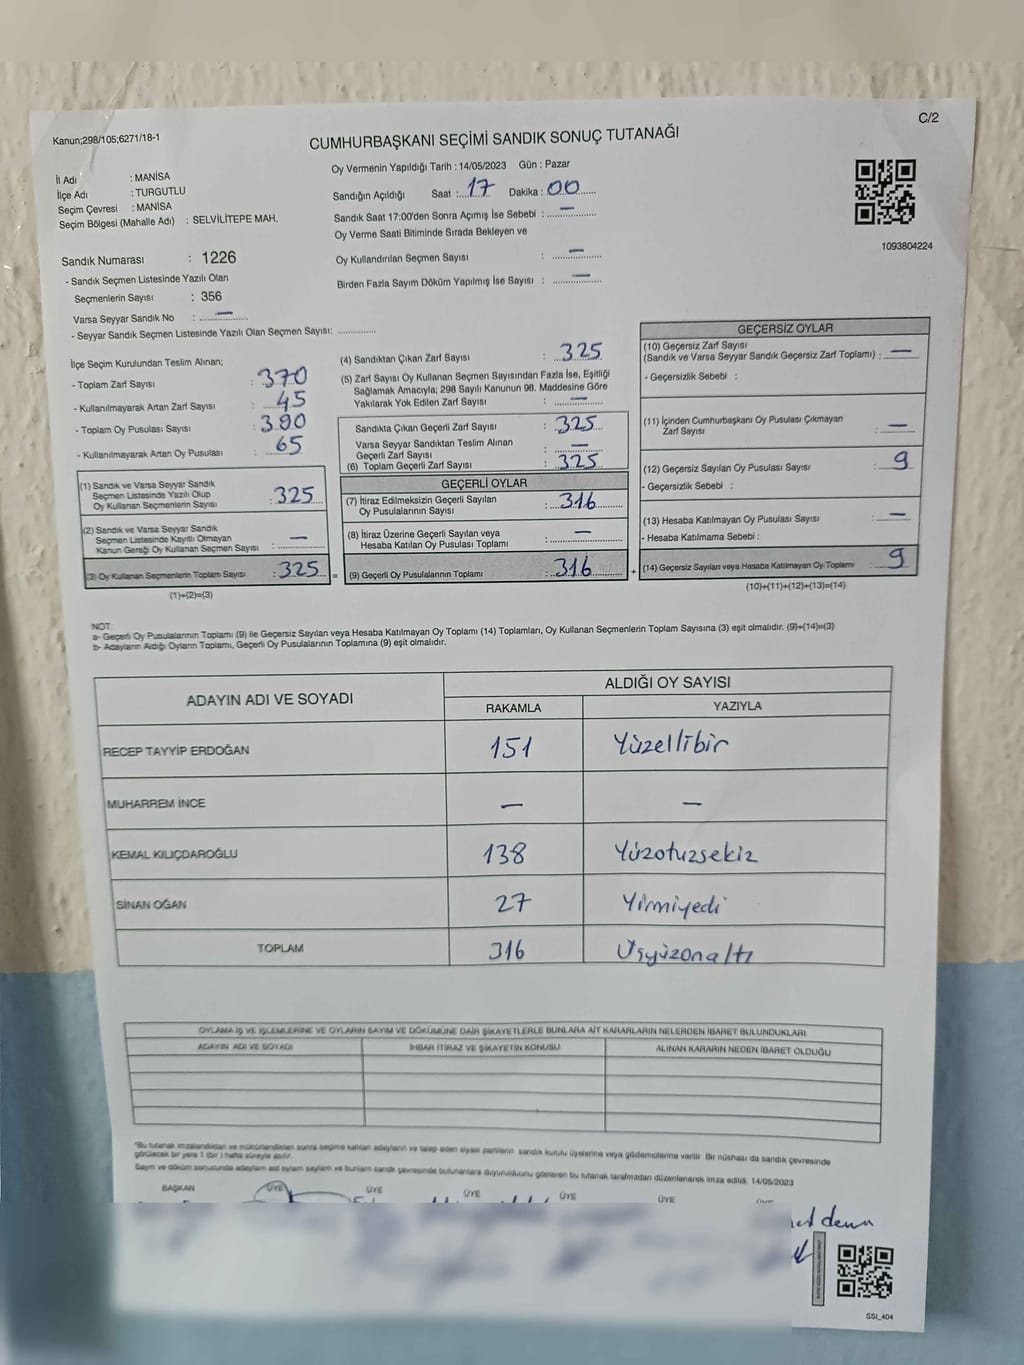 Kanun;298/105;6271/18-1
C/2
CUMHURBAŞKANI SEÇİMİ SANDIK SONUÇ TUTANAĞI
İl Adı : MANİSA
İlçe Adı : TURGUTLU
Seçim Çevresi : MANİSA
Seçim Bölgesi (Mahalle Adı) : SELVİLİTEPE MAH.
Oy Vermenin Yapıldığı Tarih : 14/05/2023 Gün : Pazar
Sandığın Açıldığı Saat : 17 Dakika : 00
Sandık Saat 17:00'den Sonra Açımış İse Sebebi : —
Oy Verme Saati Bitiminde Sırada Bekleyen ve
Oy Kullandırılan Seçmen Sayısı : —
Birden Fazla Sayım Döküm Yapılmış İse Sayısı : —
1093804224
Sandık Numarası : 1226
- Sandık Seçmen Listesinde Yazılı Olan
Seçmenlerin Sayısı : 356
Varsa Seyyar Sandık No : —
- Seyyar Sandık Seçmen Listesinde Yazılı Olan Seçmen Sayısı:
İlçe Seçim Kurulundan Teslim Alınan;
- Toplam Zarf Sayısı : 370
- Kullanılmayarak Artan Zarf Sayısı : 45
- Toplam Oy Pusulası Sayısı : 390
- Kullanılmayarak Artan Oy Pusulası : 65
(1) Sandık ve Varsa Seyyar Sandık
Seçmen Listesinde Yazılı Olup
Oy Kullanan Seçmenlerin Sayısı : 325
(2) Sandık ve Varsa Seyyar Sandık
Seçmen Listesinde Kayıtlı Olmayan
Kanun Gereği Oy Kullanan Seçmen Sayısı : —
(3) Oy Kullanan Seçmenlerin Toplam Sayısı : 325
(1)+(2)=(3)
(4) Sandıktan Çıkan Zarf Sayısı : 325
(5) Zarf Sayısı Oy Kullanan Seçmen Sayısından Fazla İse, Eşitliği
Sağlamak Amacıyla; 298 Sayılı Kanunun 98. Maddesine Göre
Yakılarak Yok Edilen Zarf Sayısı : —
Sandıkta Çıkan Geçerli Zarf Sayısı : 325
Varsa Seyyar Sandıktan Teslim Alınan
Geçerli Zarf Sayısı : —
(6) Toplam Geçerli Zarf Sayısı : 325
GEÇERLİ OYLAR
(7) İtiraz Edilmeksizin Geçerli Sayılan
Oy Pusulalarının Sayısı : 316
(8) İtiraz Üzerine Geçerli Sayılan veya
Hesaba Katılan Oy Pusulası Toplamı : —
= (9) Geçerli Oy Pusulalarının Toplamı : 316
GEÇERSİZ OYLAR
(10) Geçersiz Zarf Sayısı
(Sandık ve Varsa Seyyar Sandık Geçersiz Zarf Toplamı) : —
- Geçersizlik Sebebi :
(11) İçinden Cumhurbaşkanı Oy Pusulası Çıkmayan
Zarf Sayısı : —
(12) Geçersiz Sayılan Oy Pusulası Sayısı : 9
- Geçersizlik Sebebi :
(13) Hesaba Katılmayan Oy Pusulası Sayısı : —
- Hesaba Katılmama Sebebi :
+ (14) Geçersiz Sayılan veya Hesaba Katılmayan Oy Toplamı : 9
(10)+(11)+(12)+(13)=(14)
NOT:
a- Geçerli Oy Pusulalarının Toplamı (9) ile Geçersiz Sayılan veya Hesaba Katılmayan Oy Toplamı (14) Toplamları, Oy Kullanan Seçmenlerin Toplam Sayısına (3) eşit olmalıdır. (9)+(14)=(3)
b- Adayların Aldığı Oyların Toplamı, Geçerli Oy Pusulalarının Toplamına (9) eşit olmalıdır.
ADAYIN ADI VE SOYADI ALDIĞI OY SAYISI
RAKAMLA YAZIYLA
RECEP TAYYİP ERDOĞAN 151 Yüzellibir
MUHARREM İNCE — —
KEMAL KILIÇDAROĞLU 138 Yüzotuzsekiz
SİNAN OĞAN 27 Yirmiyedi
TOPLAM 316 Üçyüzonaltı
OYLAMA İŞ VE İŞLEMLERİNE VE OYLARIN SAYIM VE DÖKÜMÜNE DAİR ŞİKAYETLERLE BUNLARA AİT KARARLARIN NELERDEN İBARET BULUNDUKLARI
ADAYIN ADI VE SOYADI İHBAR İTİRAZ VE ŞİKAYETİN KONUSU ALINAN KARARIN NEDEN İBARET OLDUĞU
*Bu tutanak imzalandıktan ve mühürlendikten sonra seçime katılan adayların ve talep eden siyasi partilerin sandık kurulu üyelerine veya gözlemcilerine verilir. Bir nüshası da sandık çevresinde
görülecek bir yere 1 (bir) hafta süreyle asılır.
Sayım ve döküm sonucunda adayların aldı oyların sayılarını ve bunların sandık çevresinde bulunanlara duyurulduunu gösteren bu tutanak tarafımızdan düzenlenerek imza edildi. 14/05/2023
BAŞKAN ÜYE ÜYE ÜYE ÜYE ÜYE
SSI_404